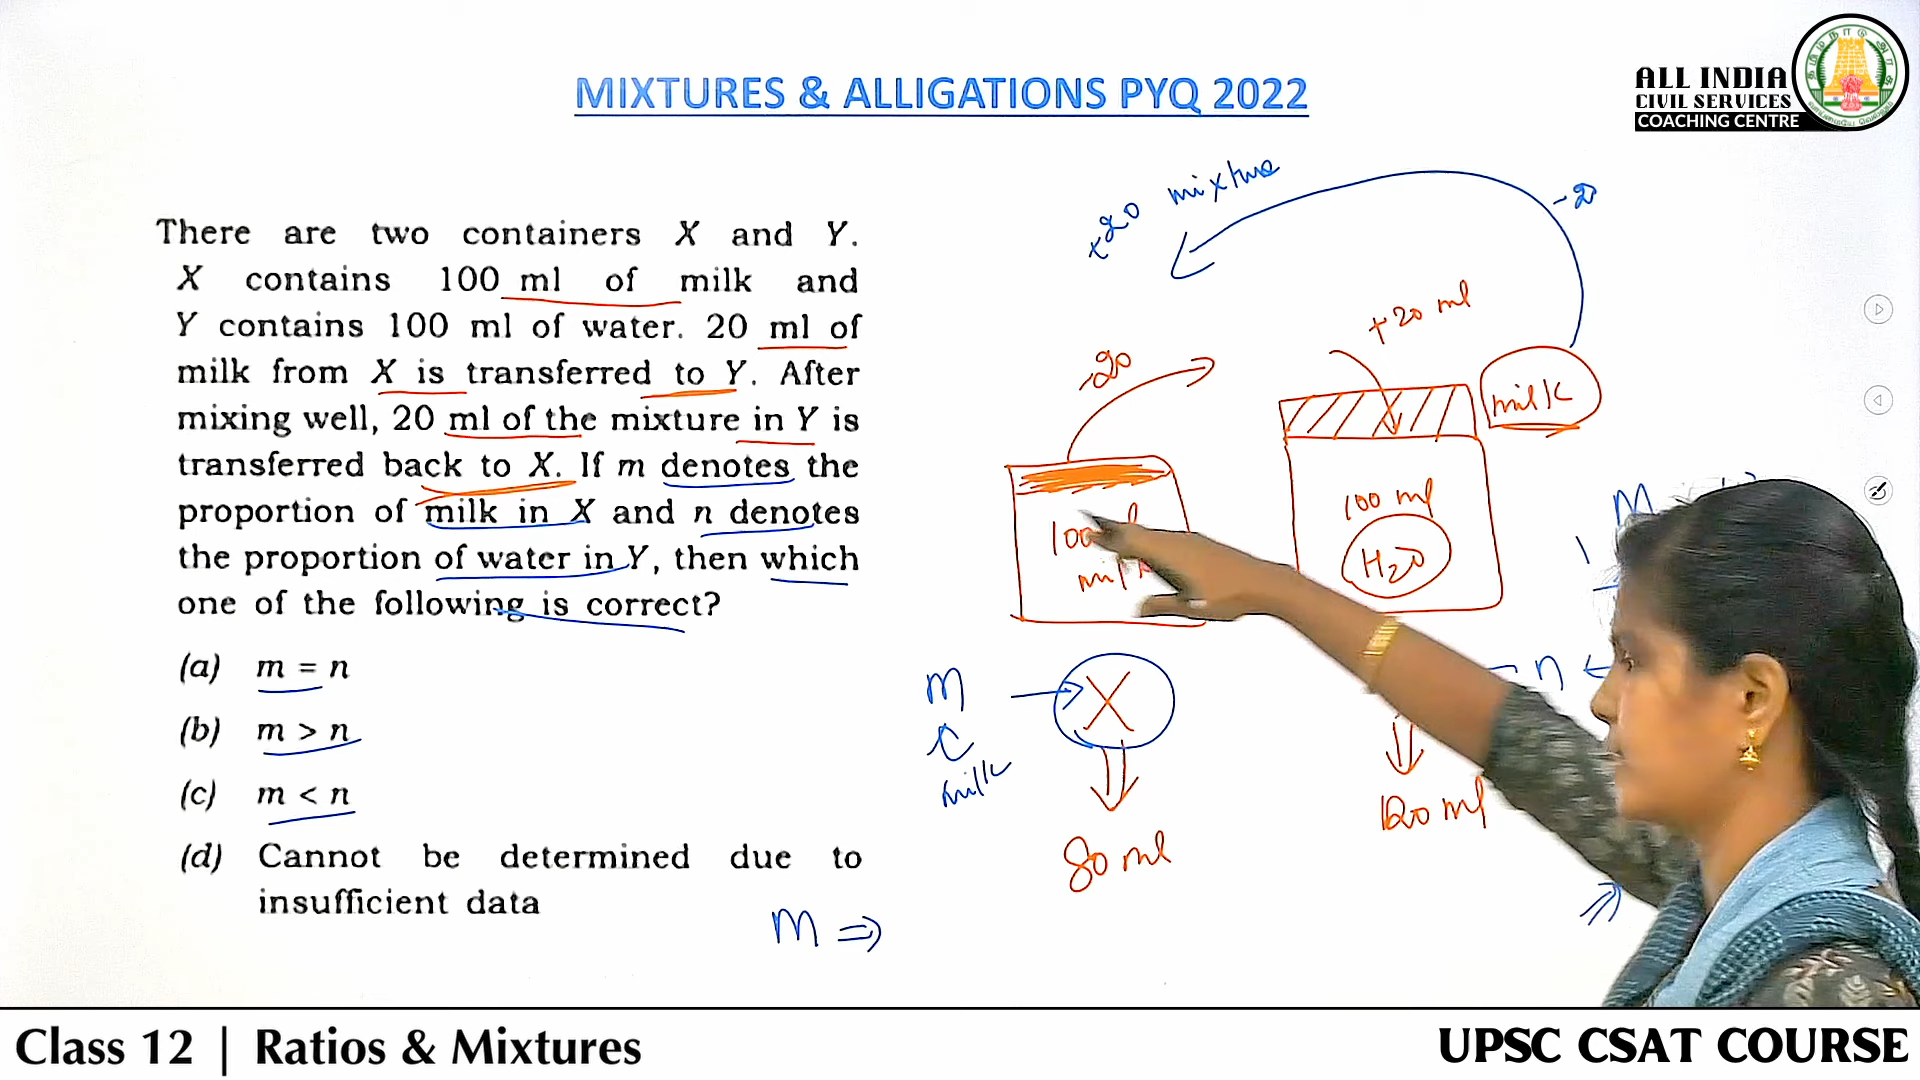 MIXTURES & ALLIGATIONS PYQ 2022
ALL INDIA
CIVIL SERVICES
COACHING CENTRE
There are two containers X and Y.
X contains 100 ml of milk and
Y contains 100 ml of water. 20 ml of
milk from X is transferred to Y. After
mixing well, 20 ml of the mixture in Y is
transferred back to X. If m denotes the
proportion of milk in X and n denotes
the proportion of water in Y, then which
one of the following is correct?
(a) m = n
(b) m > n
(c) m < n
(d) Cannot be determined due to
insufficient data
+20 mixture
-20
+20 ml
-20
milk
100 ml
H2O
100
m
n
m
X
milk
80 ml
120 ml
m ⇒
Class 12 | Ratios & Mixtures
UPSC CSAT COURSE